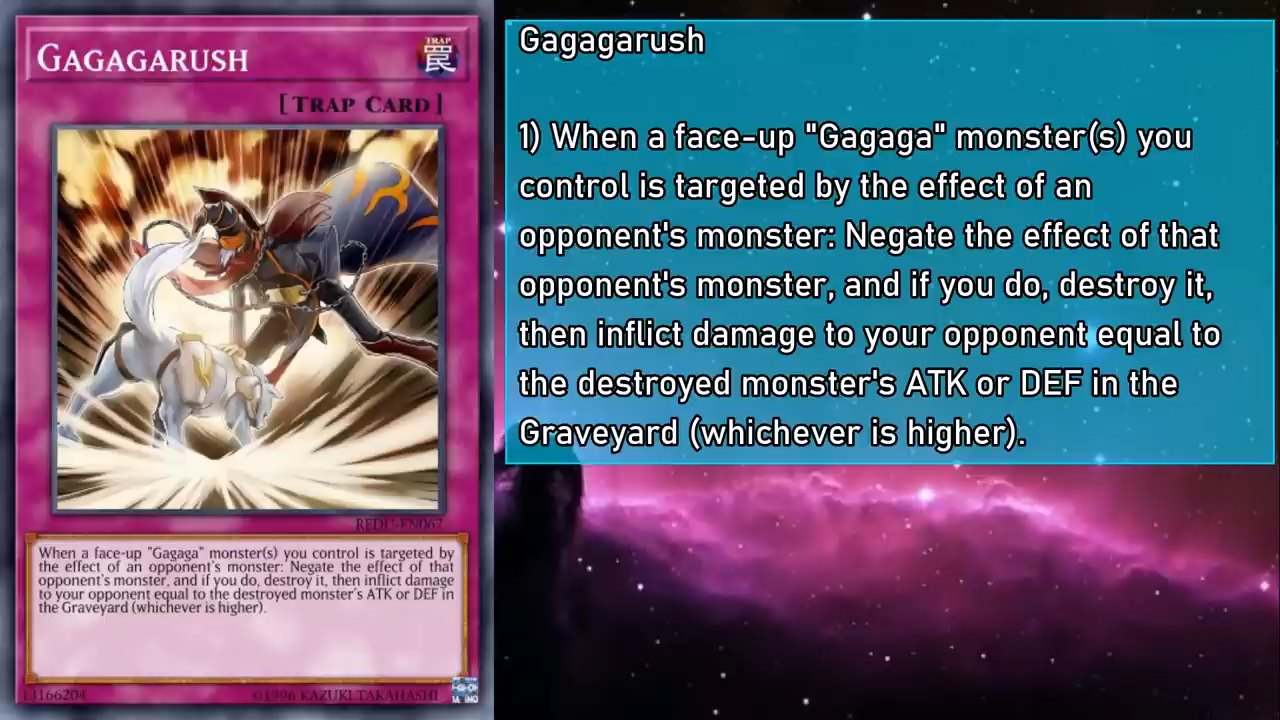 GAGAGARUSH
TRAP
罠
[TRAP CARD]
REDU-EN067
When a face-up "Gagaga" monster(s) you control is targeted by
the effect of an opponent's monster: Negate the effect of that
opponent's monster, and if you do, destroy it, then inflict damage
to your opponent equal to the destroyed monster's ATK or DEF in
the Graveyard (whichever is higher).
13166204
©1996 KAZUKI TAKAHASHI
Gagagarush
1) When a face-up "Gagaga" monster(s) you
control is targeted by the effect of an
opponent's monster: Negate the effect of that
opponent's monster, and if you do, destroy it,
then inflict damage to your opponent equal to
the destroyed monster's ATK or DEF in the
Graveyard (whichever is higher).